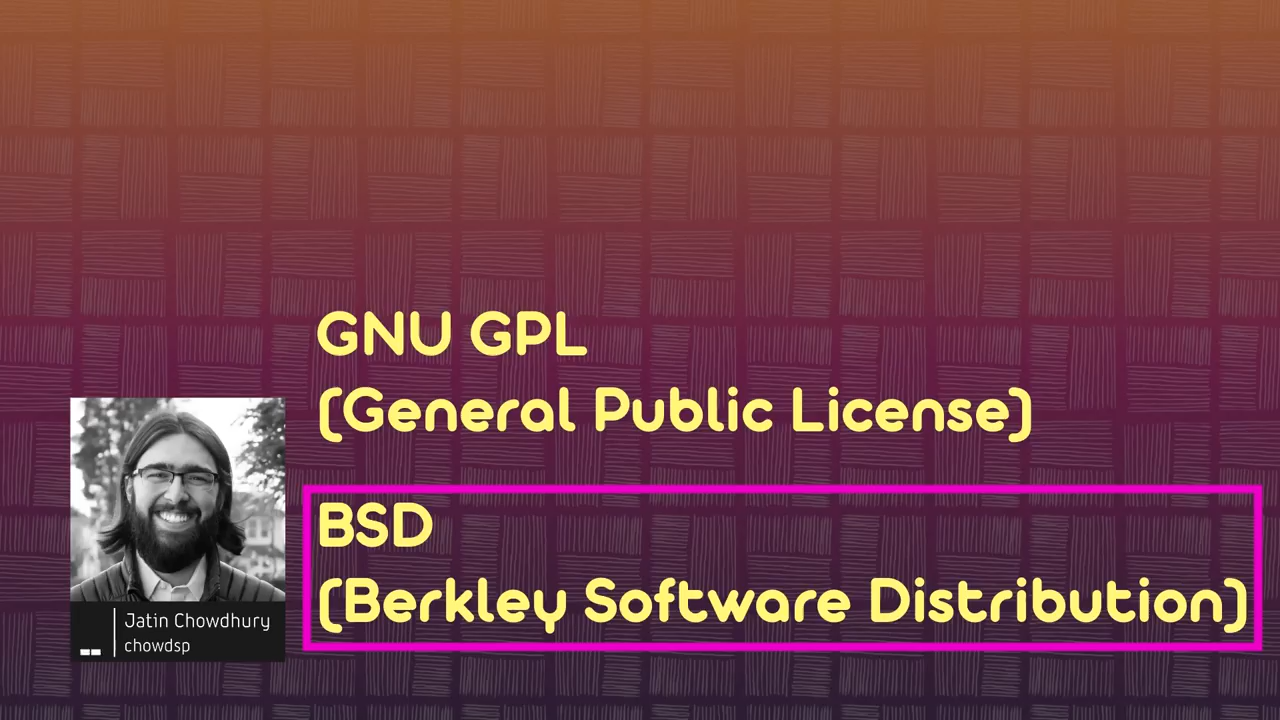 GNU GPL
(General Public License)
BSD
(Berkley Software Distribution)
Jatin Chowdhury
chowdsp